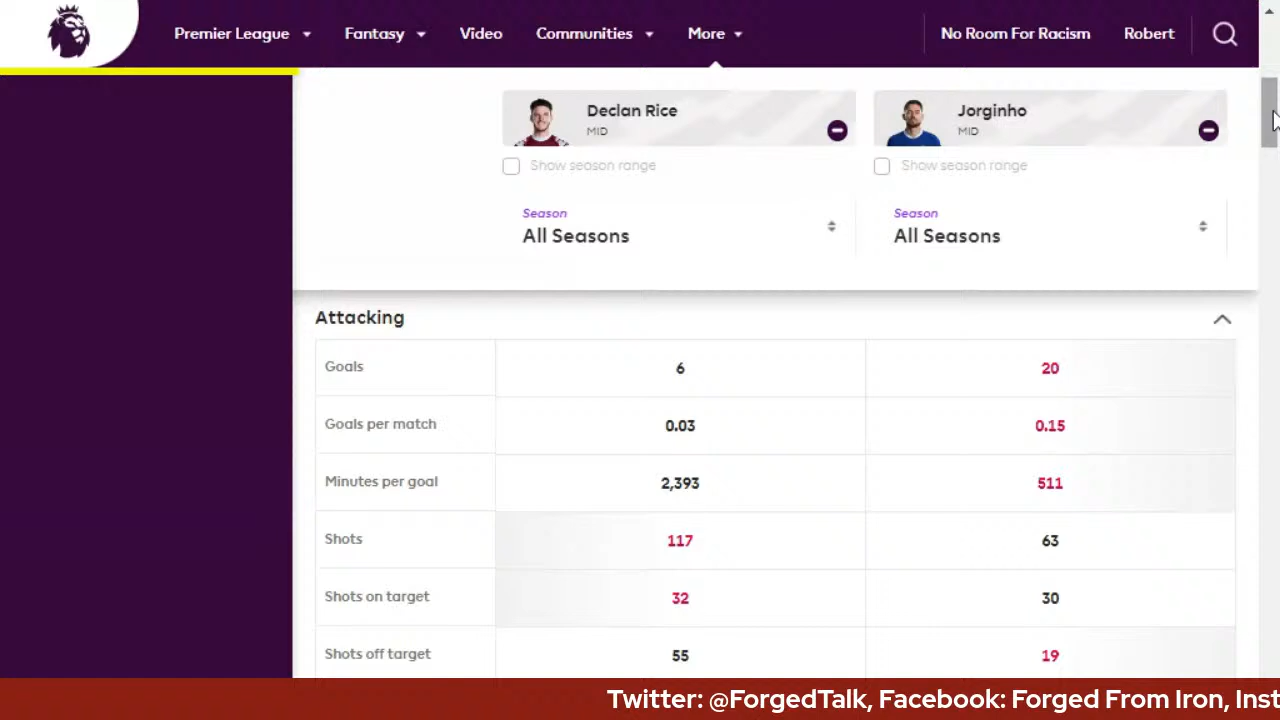 Premier League Fantasy Video Communities More No Room For Racism Robert
Declan Rice Jorginho
MID MID
Show season range Show season range
Season Season
All Seasons All Seasons
Attacking
Goals 6 20
Goals per match 0.03 0.15
Minutes per goal 2,393 511
Shots 117 63
Shots on target 32 30
Shots off target 55 19
Twitter: @ForgedTalk, Facebook: Forged From Iron, Inst